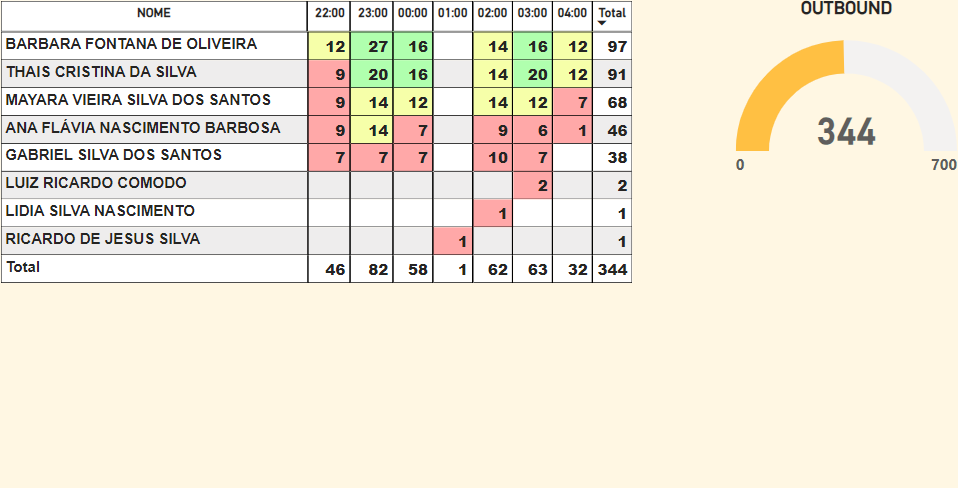 NOME 22:00 23:00 00:00 01:00 02:00 03:00 04:00 Total
BARBARA FONTANA DE OLIVEIRA 12 27 16 14 16 12 97
THAIS CRISTINA DA SILVA 9 20 16 14 20 12 91
MAYARA VIEIRA SILVA DOS SANTOS 9 14 12 14 12 7 68
ANA FLÁVIA NASCIMENTO BARBOSA 9 14 7 9 6 1 46
GABRIEL SILVA DOS SANTOS 7 7 7 10 7 38
LUIZ RICARDO COMODO 2 2
LIDIA SILVA NASCIMENTO 1 1
RICARDO DE JESUS SILVA 1 1
Total 46 82 58 1 62 63 32 344
OUTBOUND
344
0 700